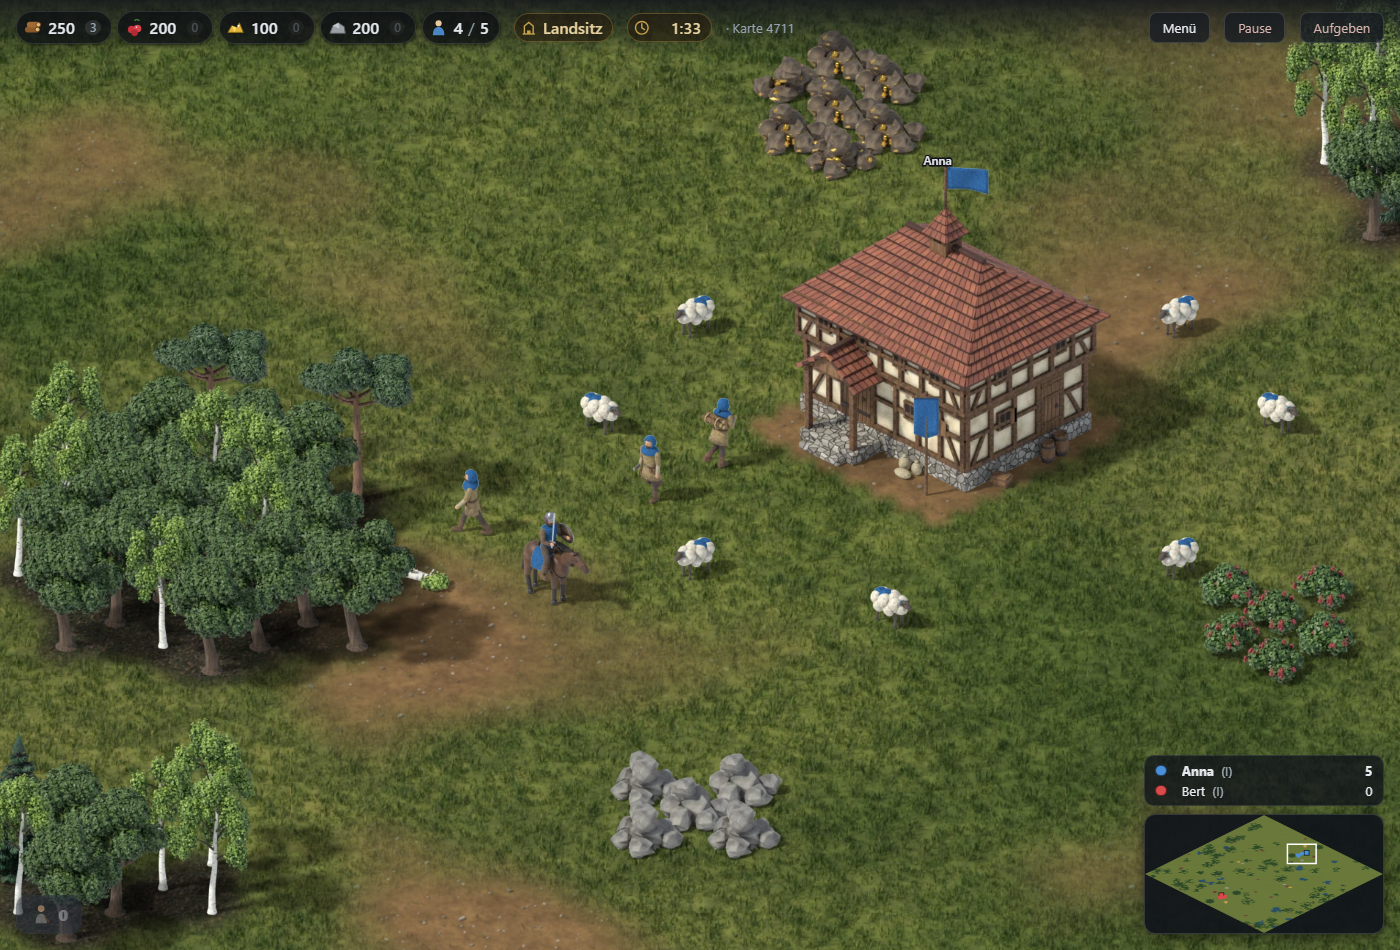 250 3 200 0 100 0 200 0 4 / 5 Landsitz 1:33 · Karte 4711 Menü Pause Aufgeben
Anna
Anna (I) 5
Bert (I) 0
0